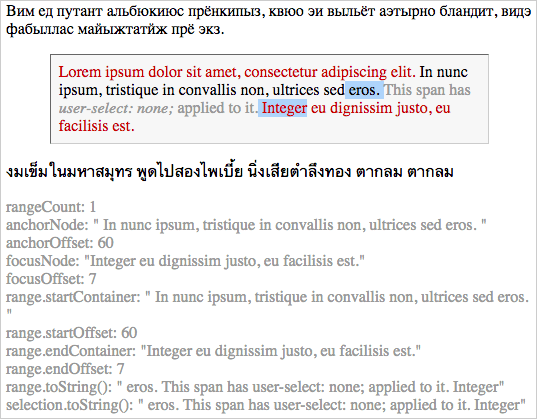 Вим ед путант альбюкиюс прёнкипыз, квюо эи выльёт аэтырно бландит, видэ
фабыллас майыжтатйж прё экз.
Lorem ipsum dolor sit amet, consectetur adipiscing elit. In nunc
ipsum, tristique in convallis non, ultrices sed eros. This span has
user-select: none; applied to it. Integer eu dignissim justo, eu
facilisis est.
งมเข็มในมหาสมุทร พูดไปสองไพเบี้ย นิ่งเสียตำลึงทอง ตากลม ตากลม
rangeCount: 1
anchorNode: " In nunc ipsum, tristique in convallis non, ultrices sed eros. "
anchorOffset: 60
focusNode: "Integer eu dignissim justo, eu facilisis est."
focusOffset: 7
range.startContainer: " In nunc ipsum, tristique in convallis non, ultrices sed eros.
"
range.startOffset: 60
range.endContainer: "Integer eu dignissim justo, eu facilisis est."
range.endOffset: 7
range.toString(): " eros. This span has user-select: none; applied to it. Integer"
selection.toString(): " eros. This span has user-select: none; applied to it. Integer"